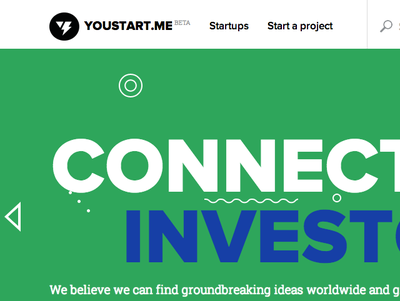 YOUSTART.ME BETA Startups Start a project
CONNECT
INVESTO
We believe we can find groundbreaking ideas worldwide and g